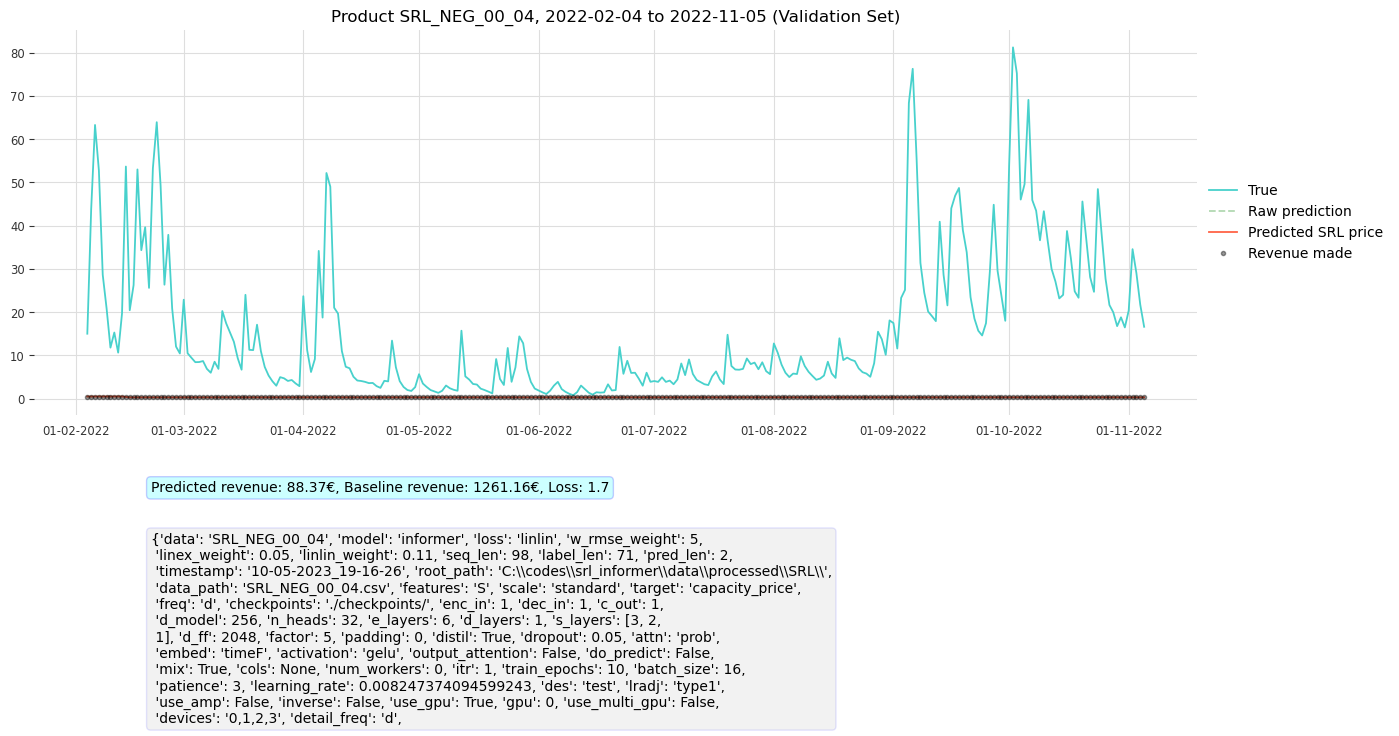 Product SRL_NEG_00_04, 2022-02-04 to 2022-11-05 (Validation Set)
80
70
60
50
40
30
20
10
0
01-02-2022 01-03-2022 01-04-2022 01-05-2022 01-06-2022 01-07-2022 01-08-2022 01-09-2022 01-10-2022 01-11-2022
True
Raw prediction
Predicted SRL price
Revenue made
Predicted revenue: 88.37€, Baseline revenue: 1261.16€, Loss: 1.7
{'data': 'SRL_NEG_00_04', 'model': 'informer', 'loss': 'linlin', 'w_rmse_weight': 5,
'linex_weight': 0.05, 'linlin_weight': 0.11, 'seq_len': 98, 'label_len': 71, 'pred_len': 2,
'timestamp': '10-05-2023_19-16-26', 'root_path': 'C:\\codes\\srl_informer\\data\\processed\\SRL\\',
'data_path': 'SRL_NEG_00_04.csv', 'features': 'S', 'scale': 'standard', 'target': 'capacity_price',
'freq': 'd', 'checkpoints': './checkpoints/', 'enc_in': 1, 'dec_in': 1, 'c_out': 1,
'd_model': 256, 'n_heads': 32, 'e_layers': 6, 'd_layers': 1, 's_layers': [3, 2,
1], 'd_ff': 2048, 'factor': 5, 'padding': 0, 'distil': True, 'dropout': 0.05, 'attn': 'prob',
'embed': 'timeF', 'activation': 'gelu', 'output_attention': False, 'do_predict': False,
'mix': True, 'cols': None, 'num_workers': 0, 'itr': 1, 'train_epochs': 10, 'batch_size': 16,
'patience': 3, 'learning_rate': 0.008247374094599243, 'des': 'test', 'lradj': 'type1',
'use_amp': False, 'inverse': False, 'use_gpu': True, 'gpu': 0, 'use_multi_gpu': False,
'devices': '0,1,2,3', 'detail_freq': 'd',